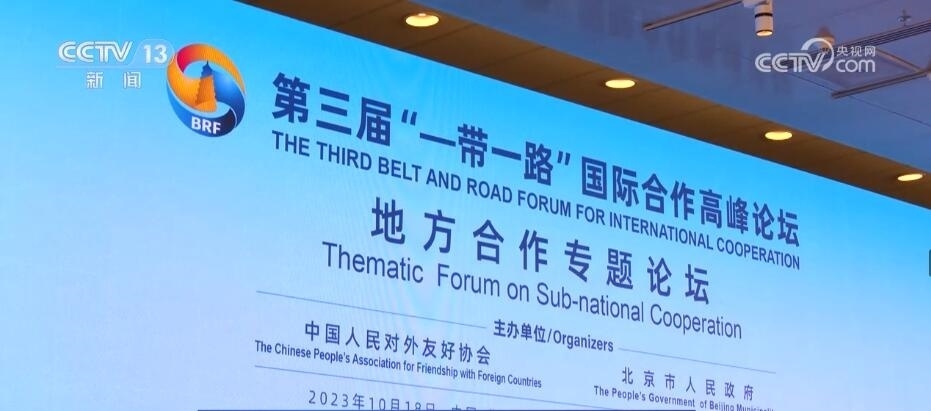 CCTV 13
新闻
央视网
CCTV.com
BRF
第三届“一带一路”国际合作高峰论坛
THE THIRD BELT AND ROAD FORUM FOR INTERNATIONAL COOPERATION
地方合作专题论坛
Thematic Forum on Sub-national Cooperation
主办单位/Organizers
中国人民对外友好协会
The Chinese People's Association for Friendship with Foreign Countries
北京市人民政府
The People's Government of Beijing
2023年10月18日